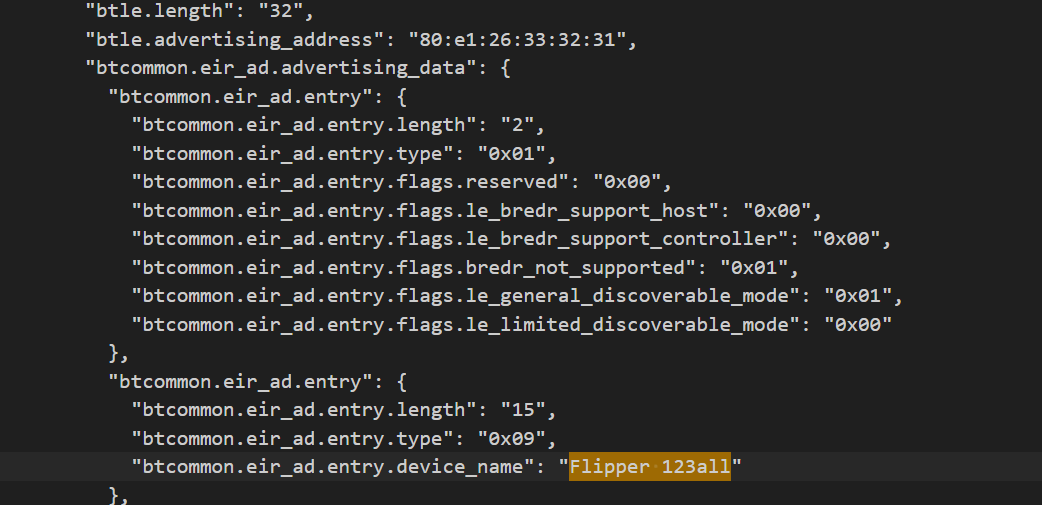 "btle.length": "32",
"btle.advertising_address": "80:e1:26:33:32:31",
"btcommon.eir_ad.advertising_data": {
"btcommon.eir_ad.entry": {
"btcommon.eir_ad.entry.length": "2",
"btcommon.eir_ad.entry.type": "0x01",
"btcommon.eir_ad.entry.flags.reserved": "0x00",
"btcommon.eir_ad.entry.flags.le_bredr_support_host": "0x00",
"btcommon.eir_ad.entry.flags.le_bredr_support_controller": "0x00",
"btcommon.eir_ad.entry.flags.bredr_not_supported": "0x01",
"btcommon.eir_ad.entry.flags.le_general_discoverable_mode": "0x01",
"btcommon.eir_ad.entry.flags.le_limited_discoverable_mode": "0x00"
},
"btcommon.eir_ad.entry": {
"btcommon.eir_ad.entry.length": "15",
"btcommon.eir_ad.entry.type": "0x09",
"btcommon.eir_ad.entry.device_name": "Flipper 123all"
},